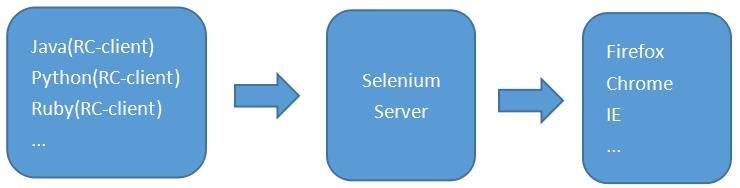 Java(RC-client)
Python(RC-client)
Ruby(RC-client)
...
Selenium
Server
Firefox
Chrome
IE
...